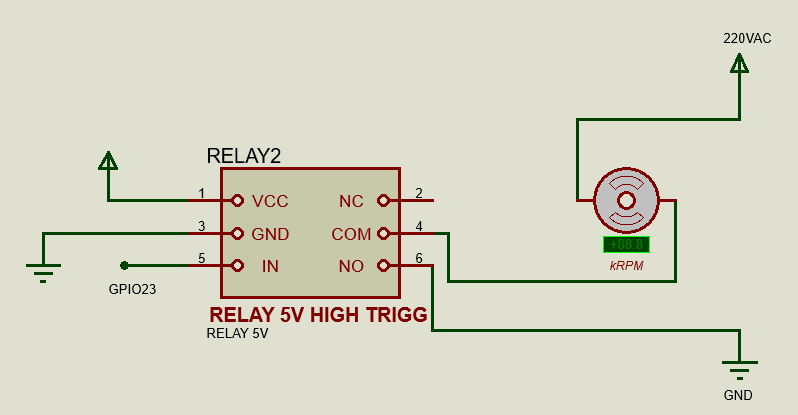 220VAC
RELAY2
1 VCC NC 2
3 GND COM 4
5 IN NO 6
+88.8
kRPM
GPIO23
RELAY 5V HIGH TRIGG
RELAY 5V
GND